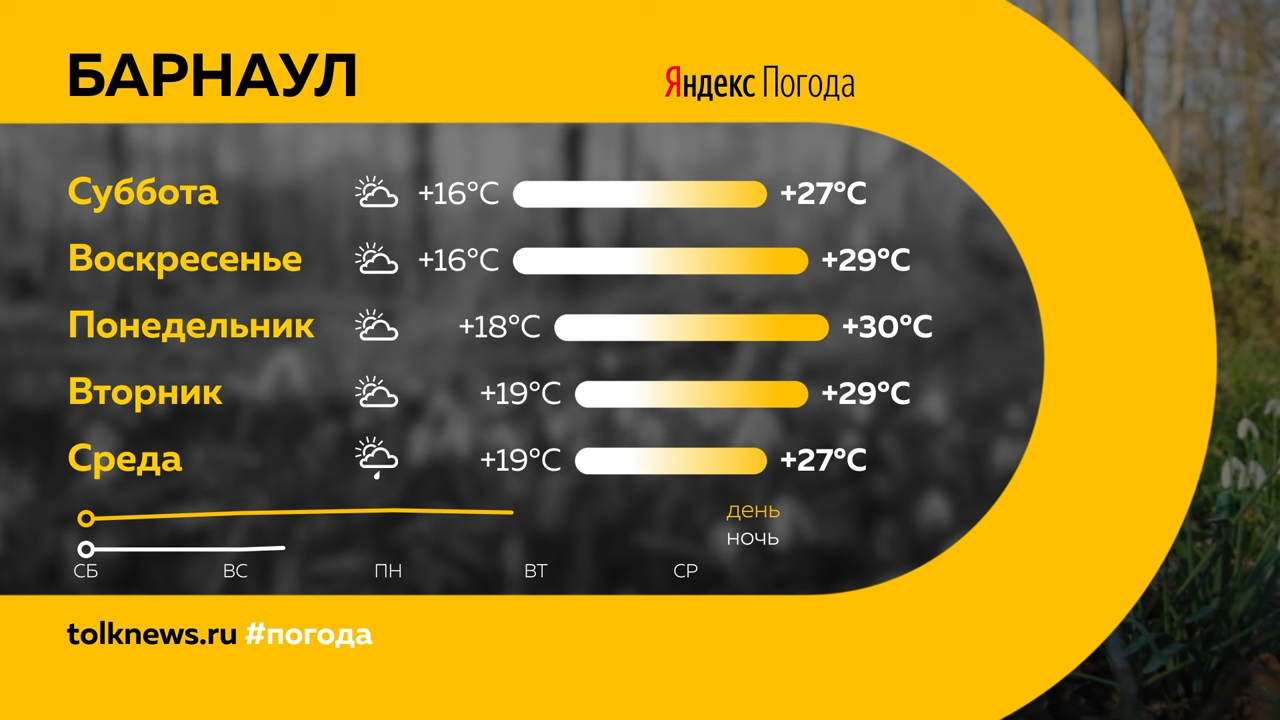 БАРНАУЛ
Яндекс Погода
Суббота +16°C +27°C
Воскресенье +16°C +29°C
Понедельник +18°C +30°C
Вторник +19°C +29°C
Среда +19°C +27°C
день
ночь
СБ ВС ПН ВТ СР
tolknews.ru #погода